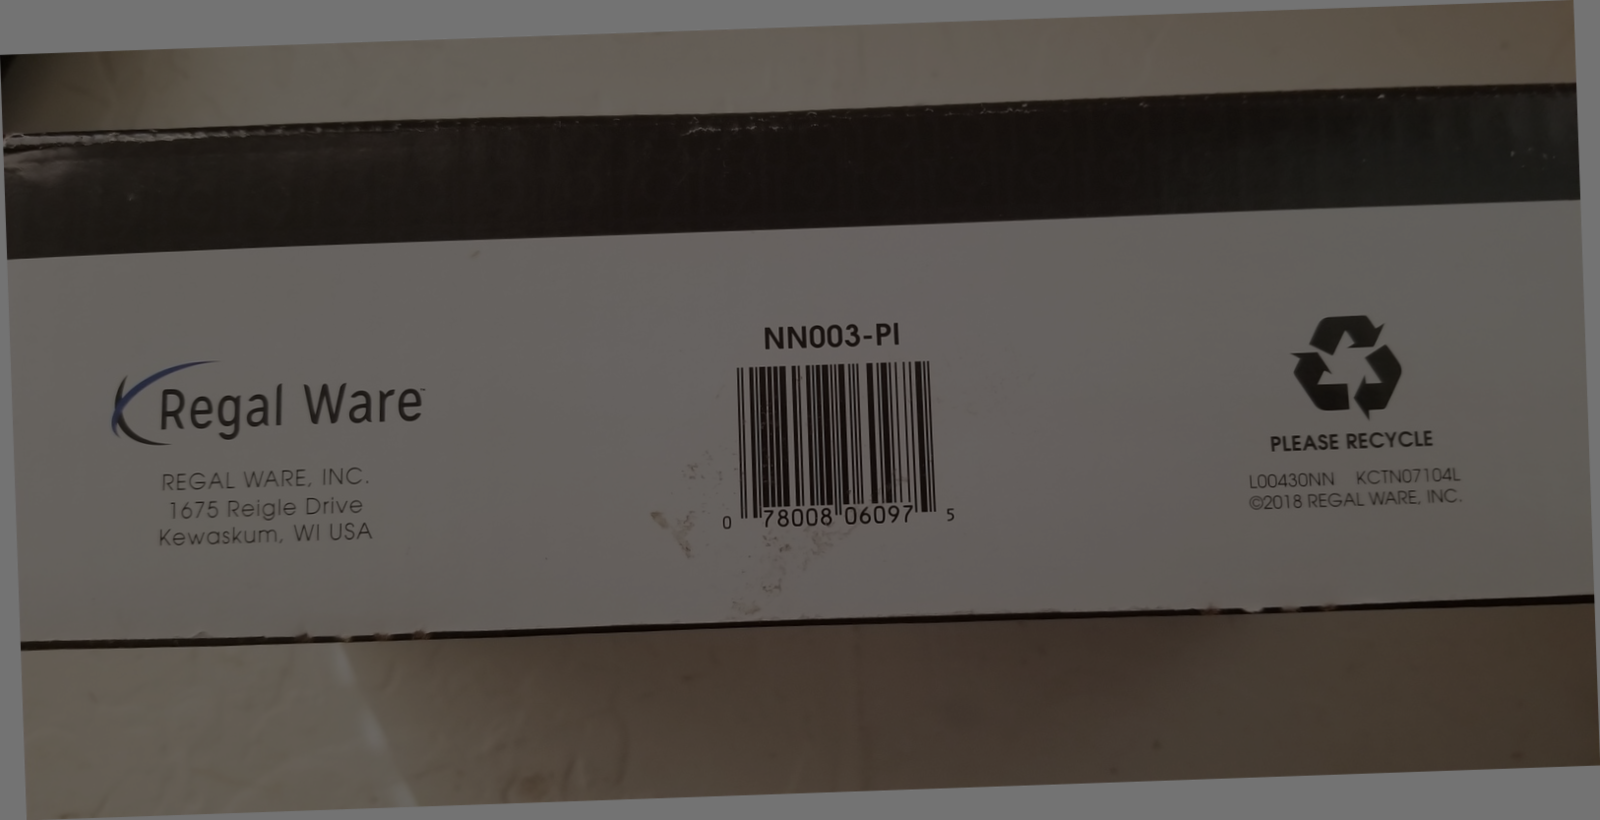 Regal Ware™
REGAL WARE, INC.
1675 Reigle Drive
Kewaskum, WI USA
NN003-PI
0 78008 06097 5
PLEASE RECYCLE
L00430NN KCTN07104L
©2018 REGAL WARE, INC.